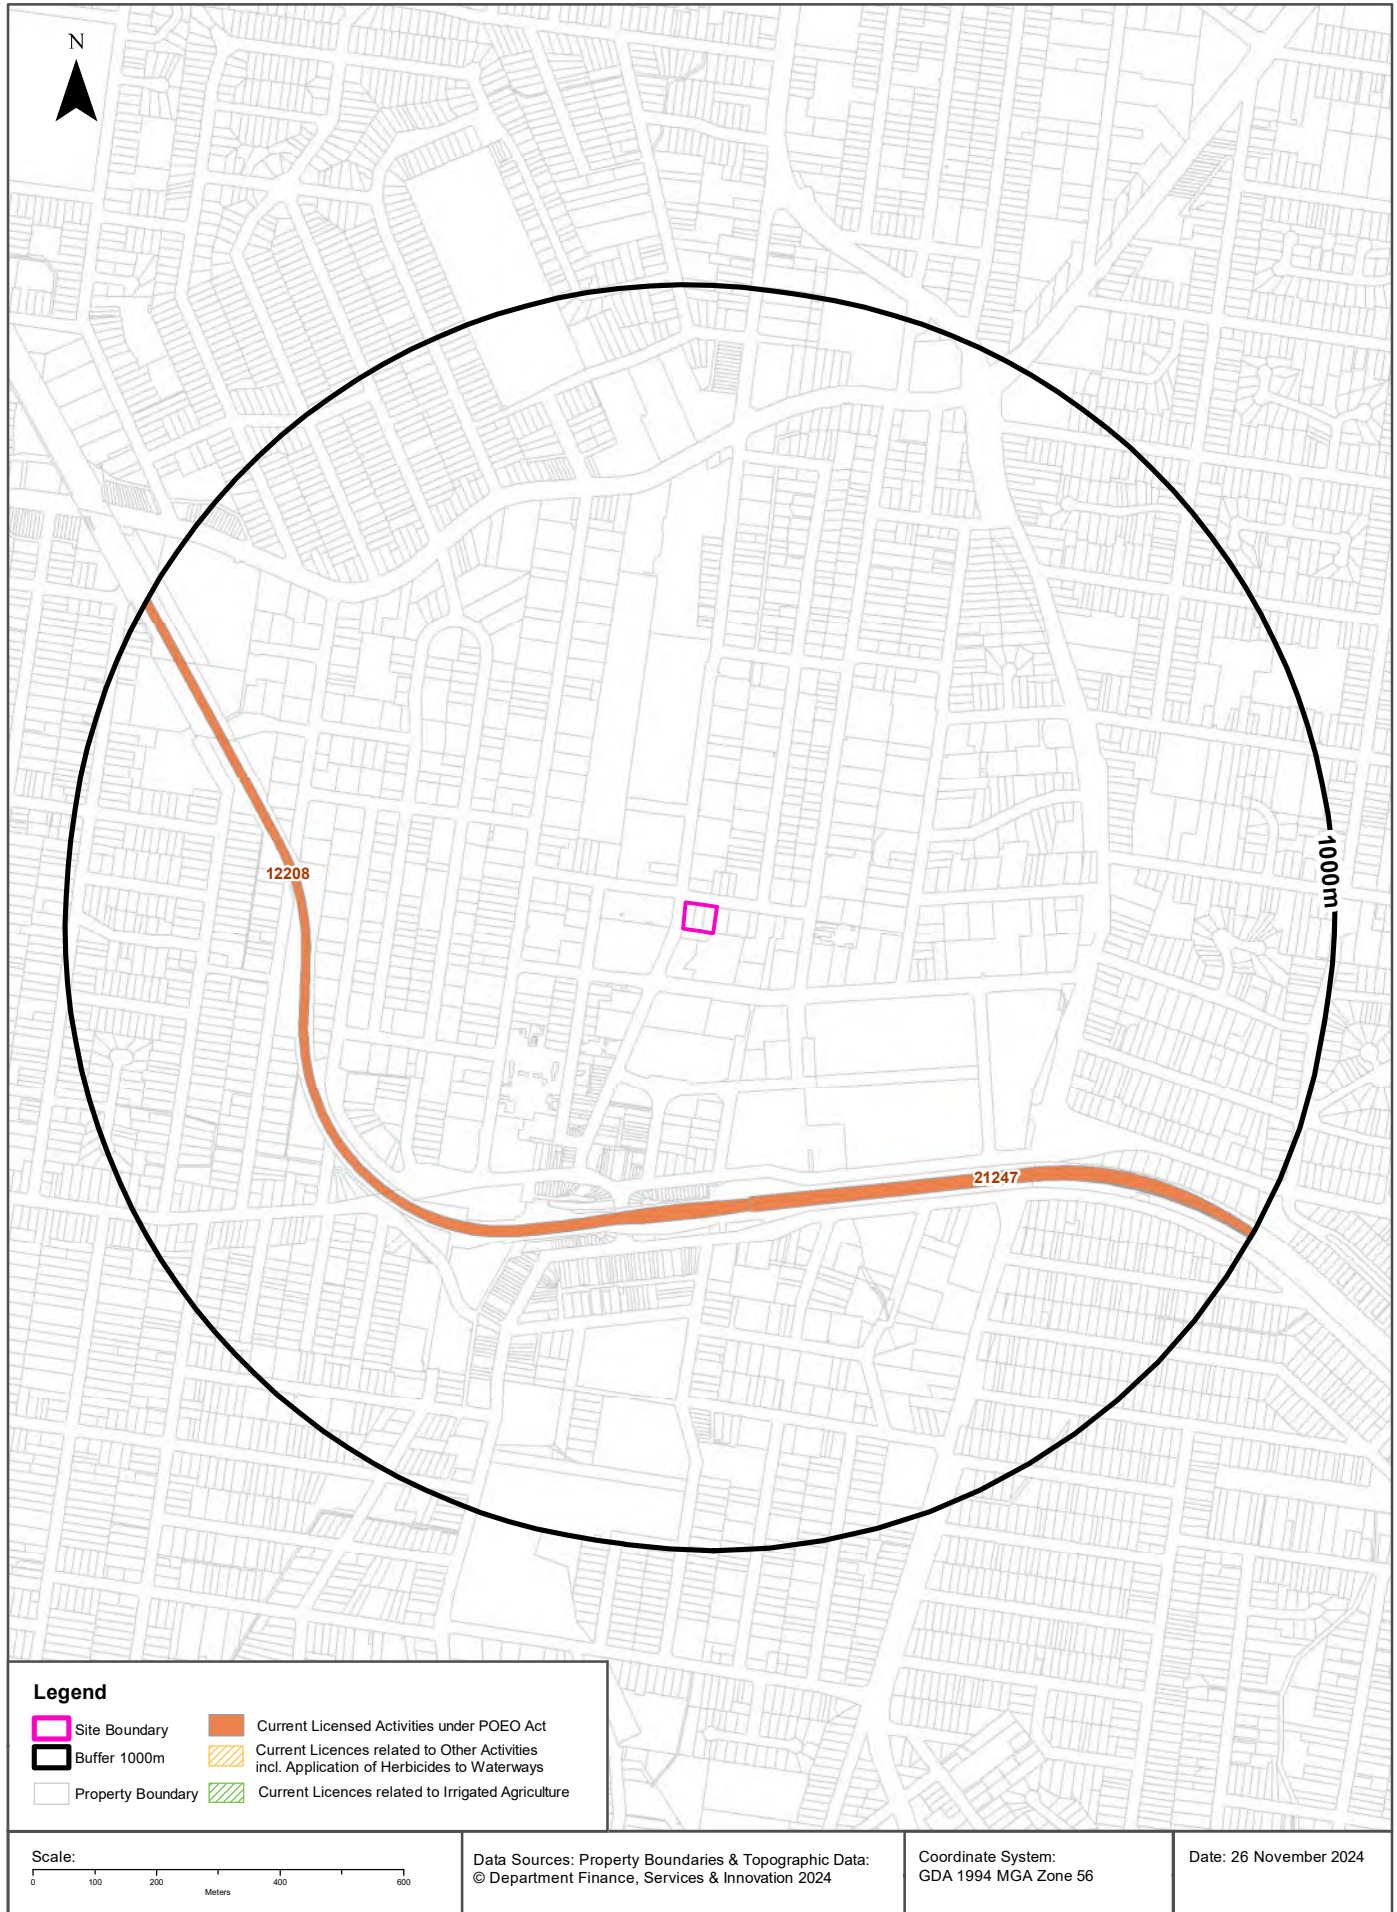 N
1000m
12208
21247
Legend
Site Boundary
Buffer 1000m
Property Boundary
Current Licensed Activities under POEO Act
Current Licences related to Other Activities
incl. Application of Herbicides to Waterways
Current Licences related to Irrigated Agriculture
Scale:
0 100 200 400 600
Meters
Data Sources: Property Boundaries & Topographic Data:
© Department Finance, Services & Innovation 2024
Coordinate System:
GDA 1994 MGA Zone 56
Date: 26 November 2024